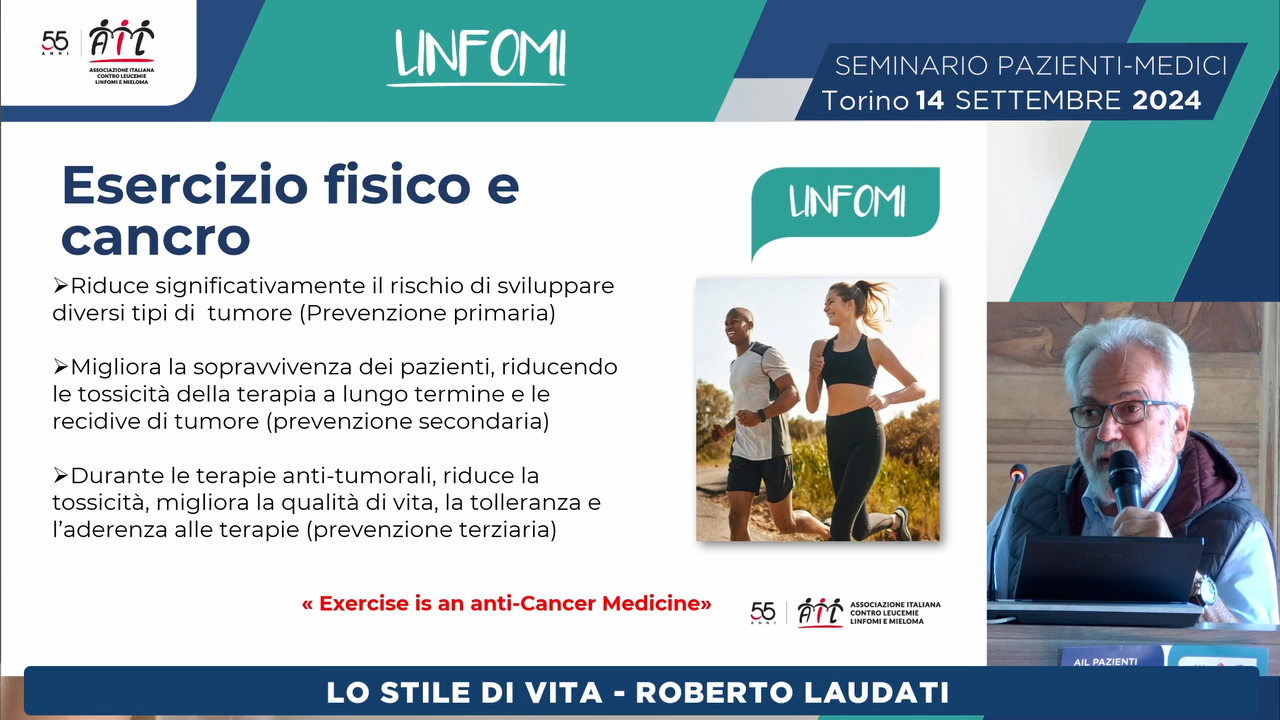 55
ANNI
AIL
ASSOCIAZIONE ITALIANA
CONTRO LEUCEMIE
LINFOMI E MIELOMA
LINFOMI
SEMINARIO PAZIENTI-MEDICI
Torino 14 SETTEMBRE 2024
Esercizio fisico e
cancro
LINFOMI
➢Riduce significativamente il rischio di sviluppare
diversi tipi di tumore (Prevenzione primaria)
➢Migliora la sopravvivenza dei pazienti, riducendo
le tossicità della terapia a lungo termine e le
recidive di tumore (prevenzione secondaria)
➢Durante le terapie anti-tumorali, riduce la
tossicità, migliora la qualità di vita, la tolleranza e
l’aderenza alle terapie (prevenzione terziaria)
« Exercise is an anti-Cancer Medicine»
55
ANNI
AIL
ASSOCIAZIONE ITALIANA
CONTRO LEUCEMIE
LINFOMI E MIELOMA
AIL PAZIENTI
LO STILE DI VITA - ROBERTO LAUDATI